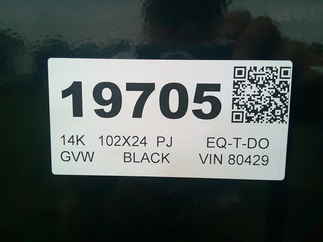 19705
14K 102X24 PJ EQ-T-DO
GVW BLACK VIN 80429